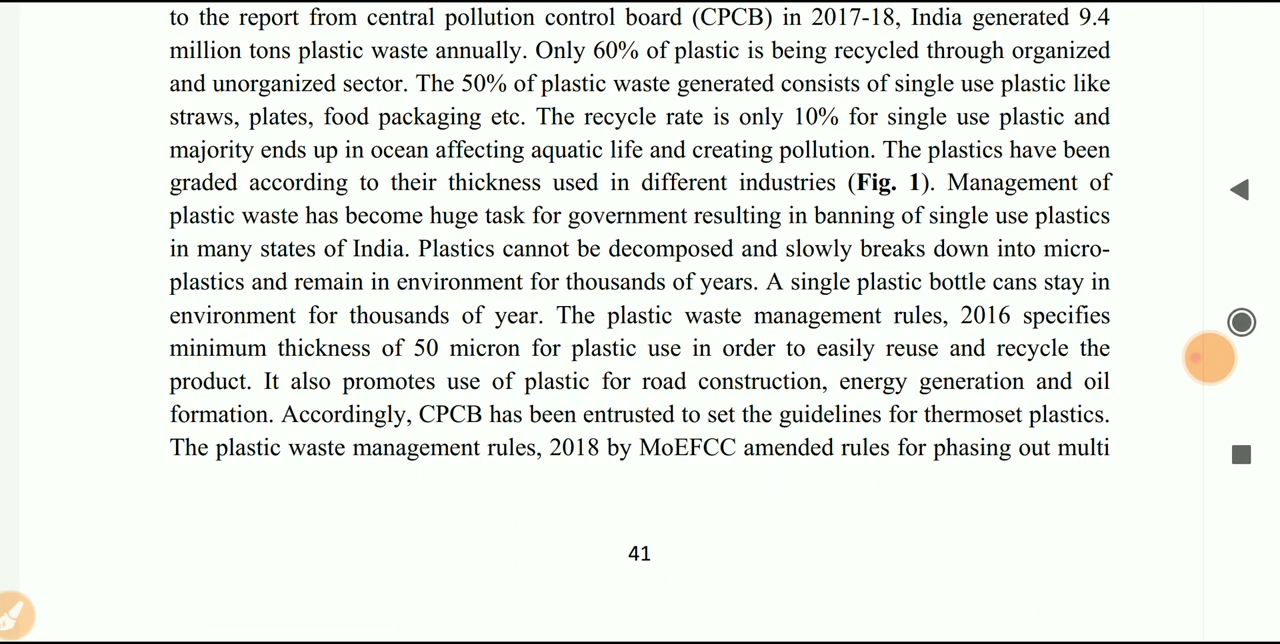 to the report from central pollution control board (CPCB) in 2017-18, India generated 9.4
million tons plastic waste annually. Only 60% of plastic is being recycled through organized
and unorganized sector. The 50% of plastic waste generated consists of single use plastic like
straws, plates, food packaging etc. The recycle rate is only 10% for single use plastic and
majority ends up in ocean affecting aquatic life and creating pollution. The plastics have been
graded according to their thickness used in different industries (Fig. 1). Management of
plastic waste has become huge task for government resulting in banning of single use plastics
in many states of India. Plastics cannot be decomposed and slowly breaks down into micro-
plastics and remain in environment for thousands of years. A single plastic bottle cans stay in
environment for thousands of year. The plastic waste management rules, 2016 specifies
minimum thickness of 50 micron for plastic use in order to easily reuse and recycle the
product. It also promotes use of plastic for road construction, energy generation and oil
formation. Accordingly, CPCB has been entrusted to set the guidelines for thermoset plastics.
The plastic waste management rules, 2018 by MoEFCC amended rules for phasing out multi
41